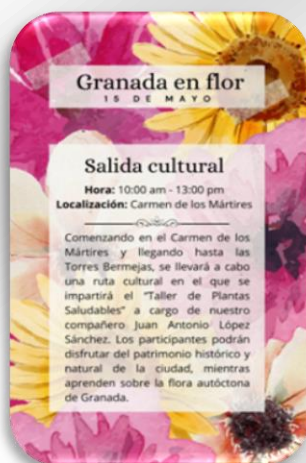 Granada en flor
15 DE MAYO
Salida cultural
Hora: 10:00 am - 13:00 pm
Localización: Carmen de los Mártires
Comenzando en el Carmen de los
Mártires y llegando hasta las
Torres Bermejas, se llevará a cabo
una ruta cultural en el que se
impartirá el "Taller de Plantas
Saludables" a cargo de nuestro
compañero Juan Antonio López
Sánchez. Los participantes podrán
disfrutar del patrimonio histórico y
natural de la ciudad, mientras
aprenden sobre la flora autóctona
de Granada.